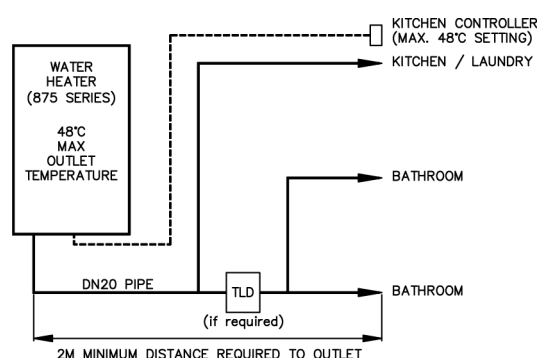 KITCHEN CONTROLLER
(MAX. 48°C SETTING)
KITCHEN / LAUNDRY
WATER
HEATER
(875 SERIES)
48°C
MAX
OUTLET
TEMPERATURE
BATHROOM
DN20 PIPE
TLD
BATHROOM
(if required)
2M MINIMUM DISTANCE REQUIRED TO OUTLET